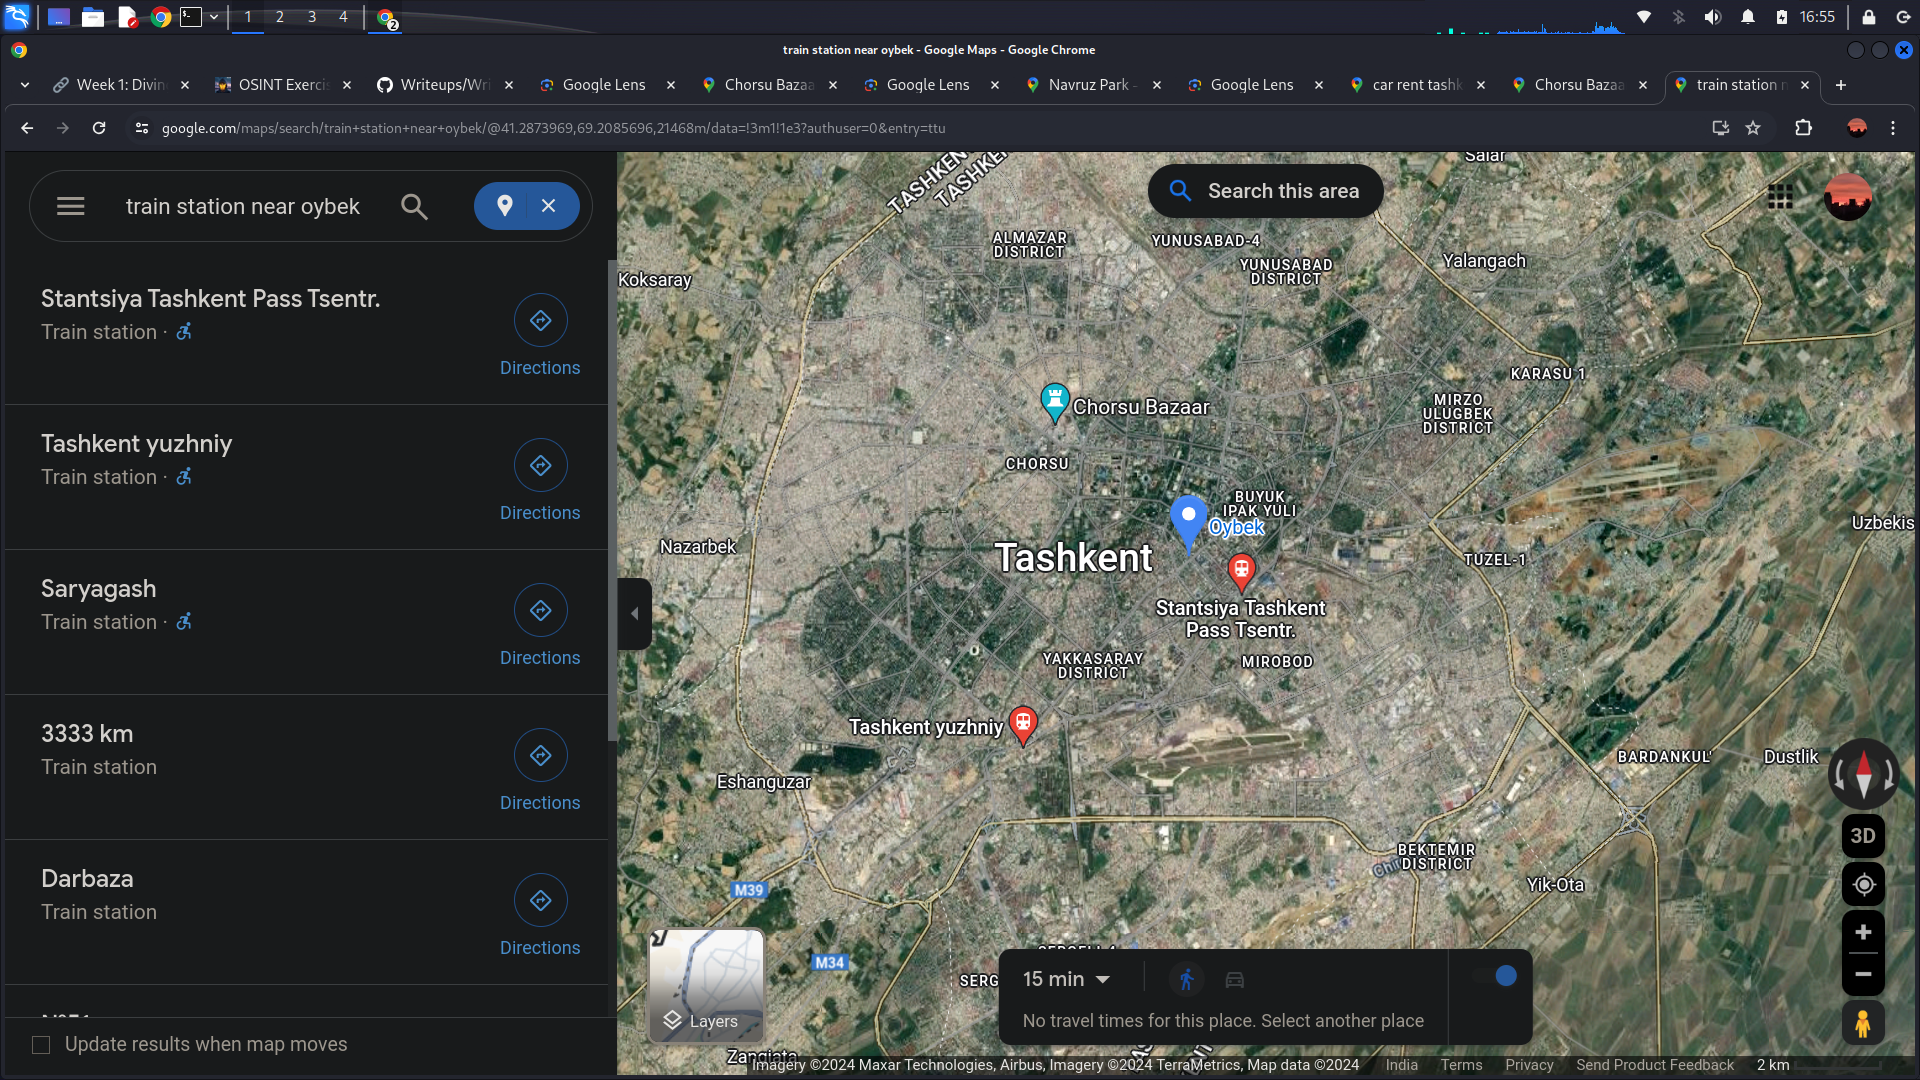 1 2 3 4
2
16:55
train station near oybek - Google Maps - Google Chrome
Week 1: Divin
OSINT Exerci
Writeups/Wri
Google Lens
Chorsu Bazaa
Google Lens
Navruz Park -
Google Lens
car rent tashk
Chorsu Bazaa
train station n
google.com/maps/search/train+station+near+oybek/@41.2873969,69.2085696,21468m/data=!3m1!1e3?authuser=0&entry=ttu
train station near oybek
Stantsiya Tashkent Pass Tsentr.
Train station ·
Directions
Tashkent yuzhniy
Train station ·
Directions
Saryagash
Train station ·
Directions
3333 km
Train station
Directions
Darbaza
Train station
Directions
Update results when map moves
Search this area
TASHKENT
TASHKEN
Salar
ALMAZAR
DISTRICT
YUNUSABAD-4
YUNUSABAD
DISTRICT
Yalangach
Koksaray
KARASU 1
MIRZO
ULUGBEK
DISTRICT
Chorsu Bazaar
CHORSU
BUYUK
IPAK YULI
Oybek
Uzbekis
Nazarbek
Tashkent
TUZEL-1
Stantsiya Tashkent
Pass Tsentr.
YAKKASARAY
DISTRICT
MIROBOD
Tashkent yuzhniy
Eshanguzar
BARDANKUL'
Dustlik
3D
BEKTEMIR
DISTRICT
Chir
Yik-Ota
M39
M34
SERGELI-4
SERG
15 min
No travel times for this place. Select another place
Layers
Zangiata
Imagery ©2024 Maxar Technologies, Airbus, Imagery ©2024 TerraMetrics, Map data ©2024
India
Terms
Privacy
Send Product Feedback
2 km